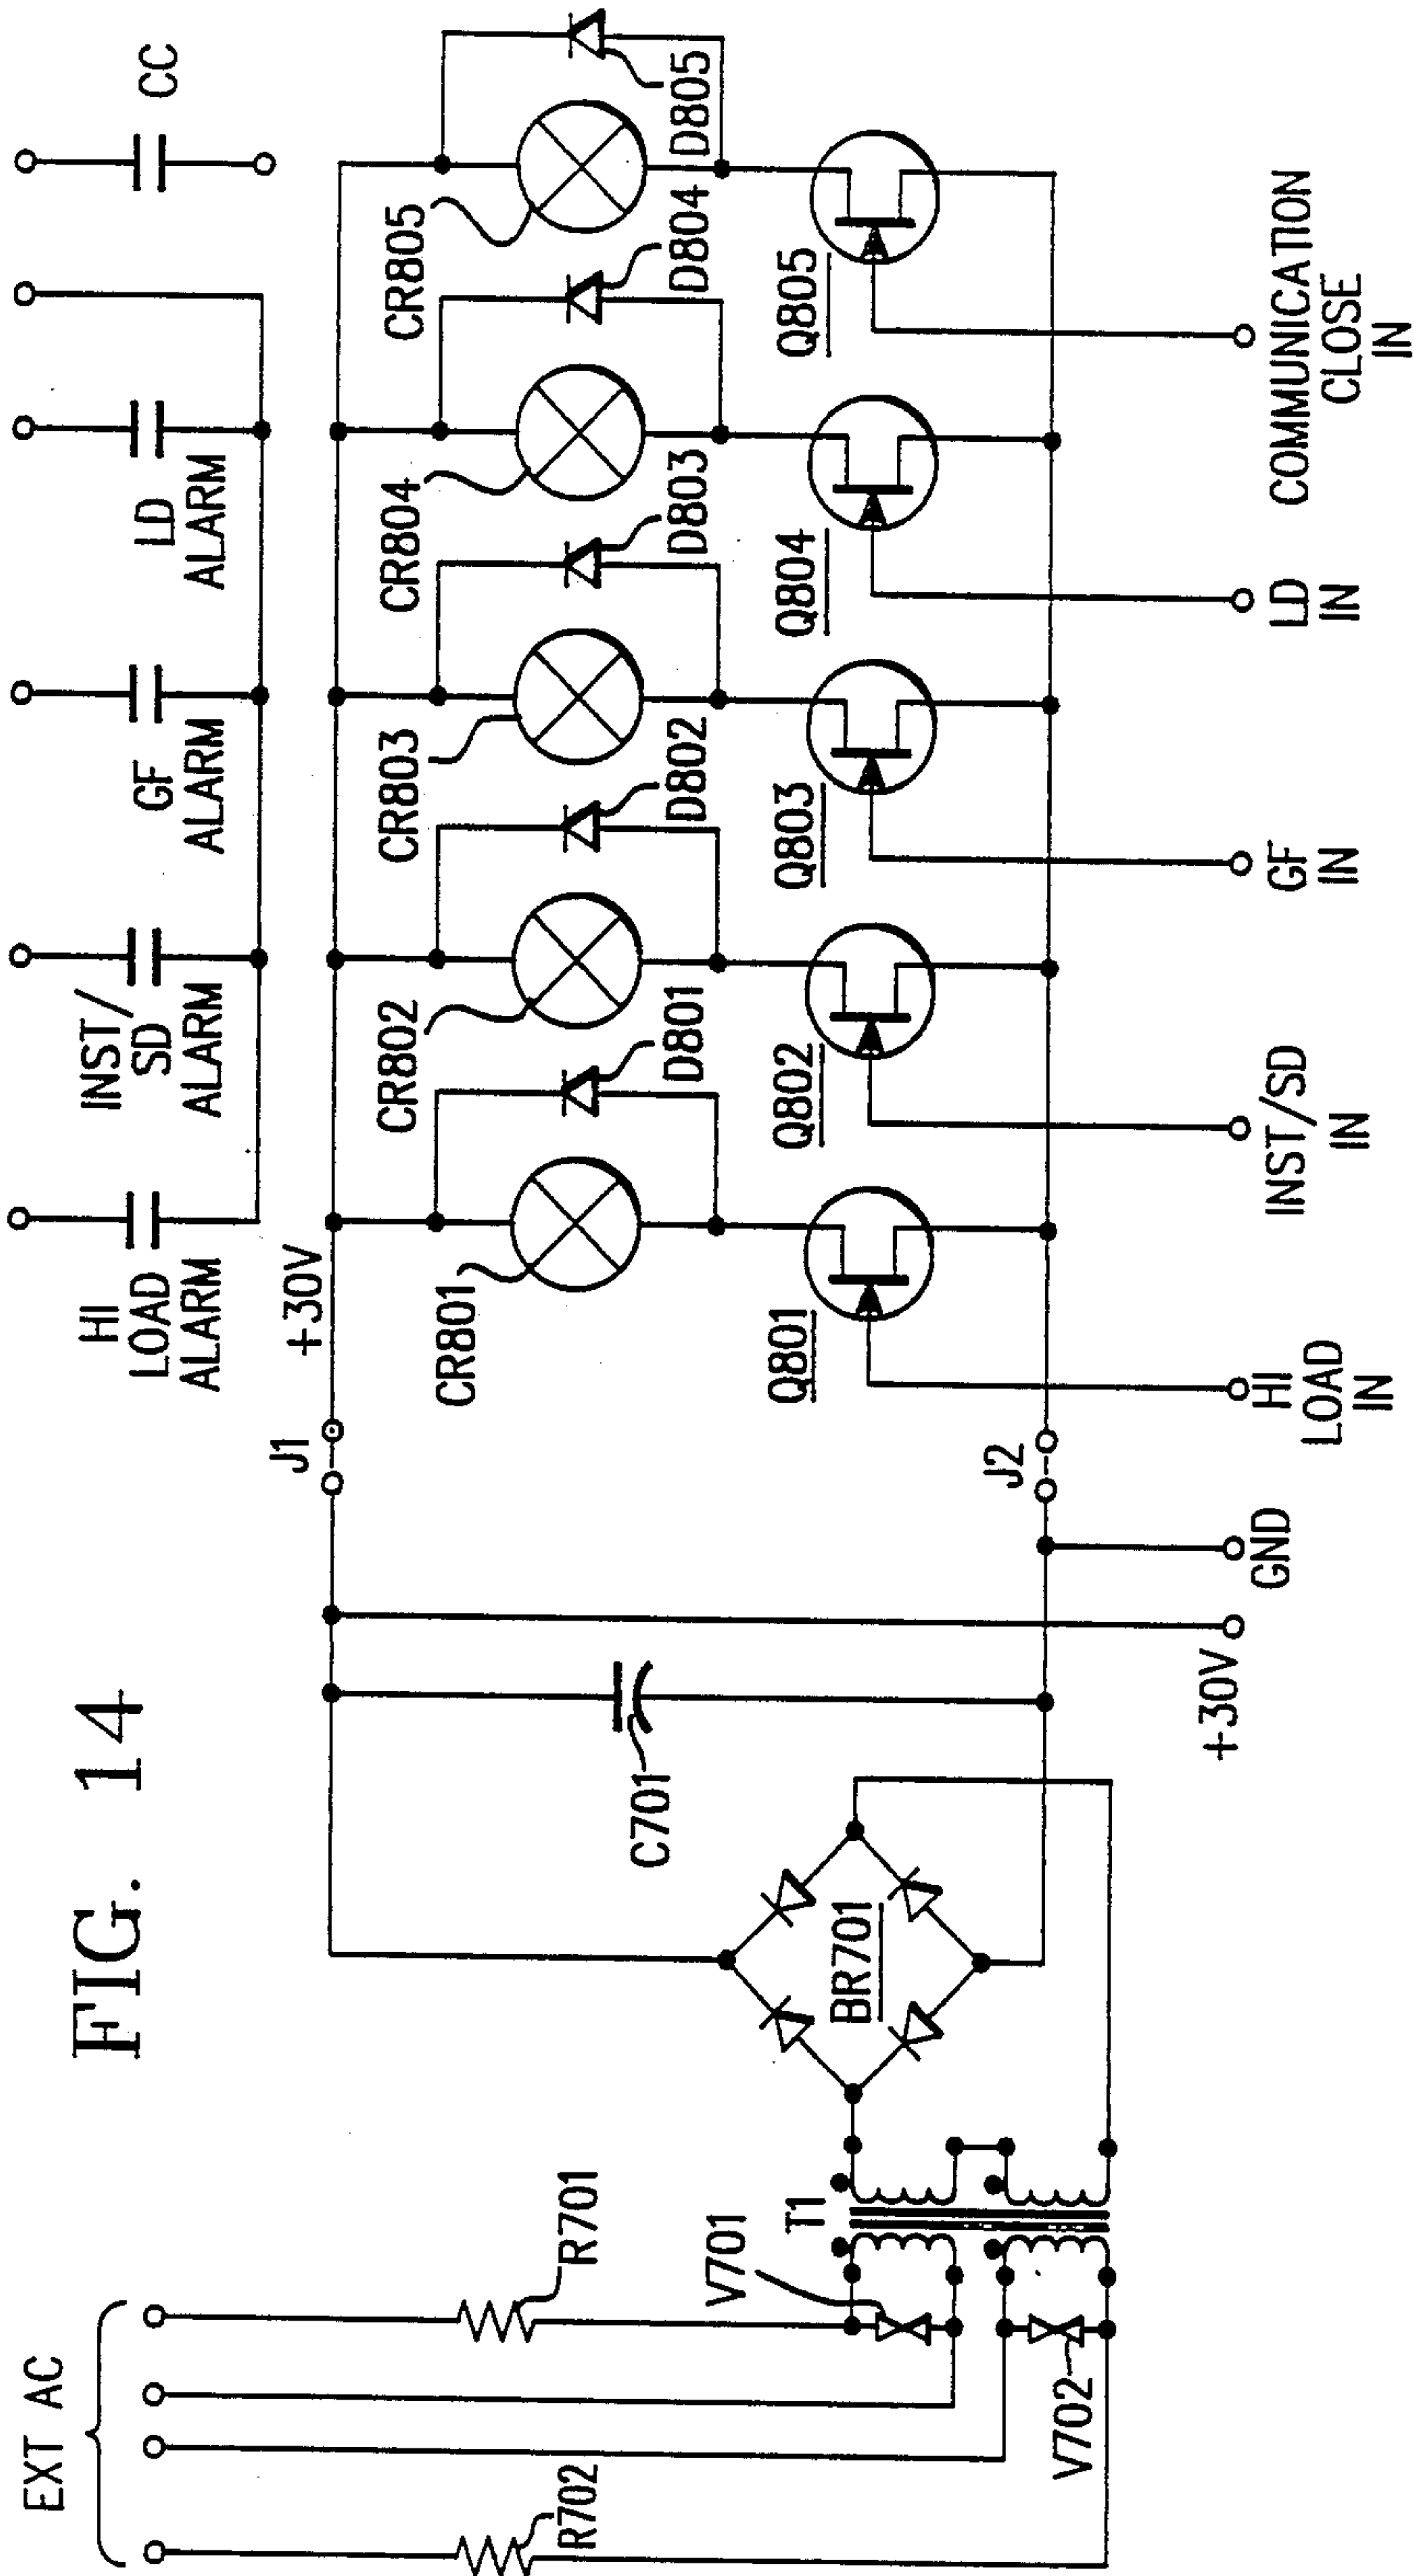 FIG. 14
EXT AC
R702
R701
V701
V702
T1
BR701
C701
+30V
GND
J1
J2
+30V
HI
LOAD
ALARM
INST/
SD
ALARM
GF
ALARM
LD
ALARM
CC
CR801
D801
CR802
D802
CR803
D803
CR804
D804
CR805
D805
Q801
Q802
Q803
Q804
Q805
HI
LOAD
IN
INST/SD
IN
GF
IN
LD
IN
COMMUNICATION
CLOSE
IN